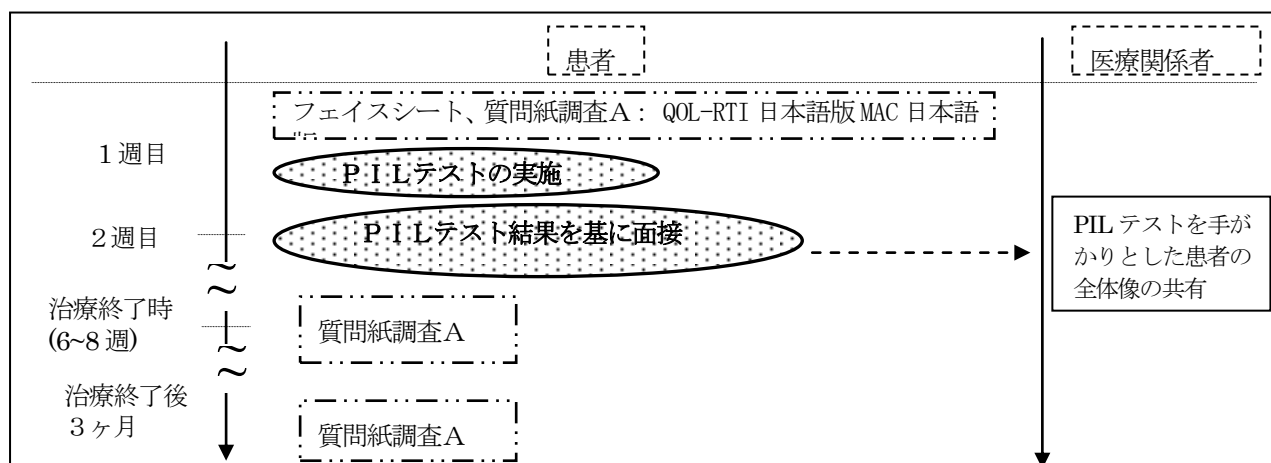 患者
医療関係者
フェイスシート、質問紙調査A： QOL-RTI 日本語版 MAC 日本語
1週目
ＰＩＬテストの実施
2週目
ＰＩＬテスト結果を基に面接
PIL テストを手が
かりとした患者の
全体像の共有
治療終了時
(6~8 週)
質問紙調査A
治療終了後
３ヶ月
質問紙調査A